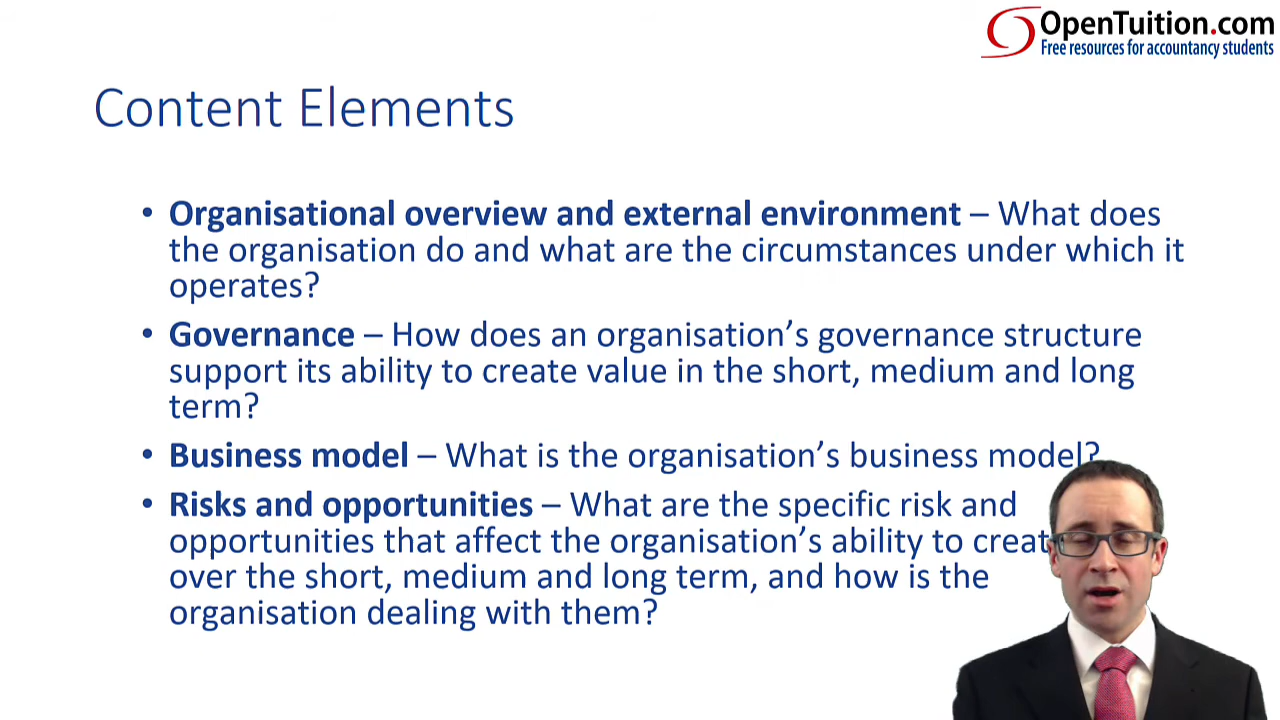 OpenTuition.com
Free resources for accountancy students
Content Elements
• Organisational overview and external environment – What does
the organisation do and what are the circumstances under which it
operates?
• Governance – How does an organisation’s governance structure
support its ability to create value in the short, medium and long
term?
• Business model – What is the organisation’s business model?
• Risks and opportunities – What are the specific risk and
opportunities that affect the organisation’s ability to
over the short, medium and long term, and how is the
organisation dealing with them?